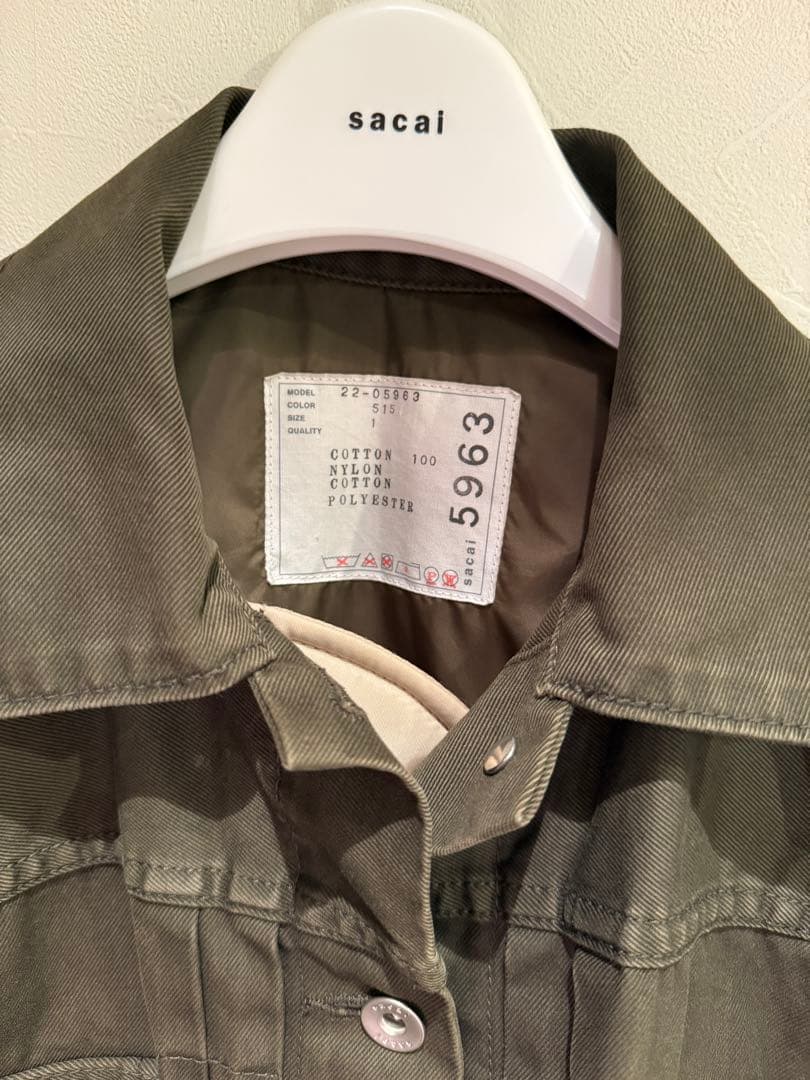 sacai
MODEL 22-05963
COLOR 515
SIZE 1
QUALITY
COTTON 100
NYLON
COTTON
POLYESTER
sacai 5963
P W